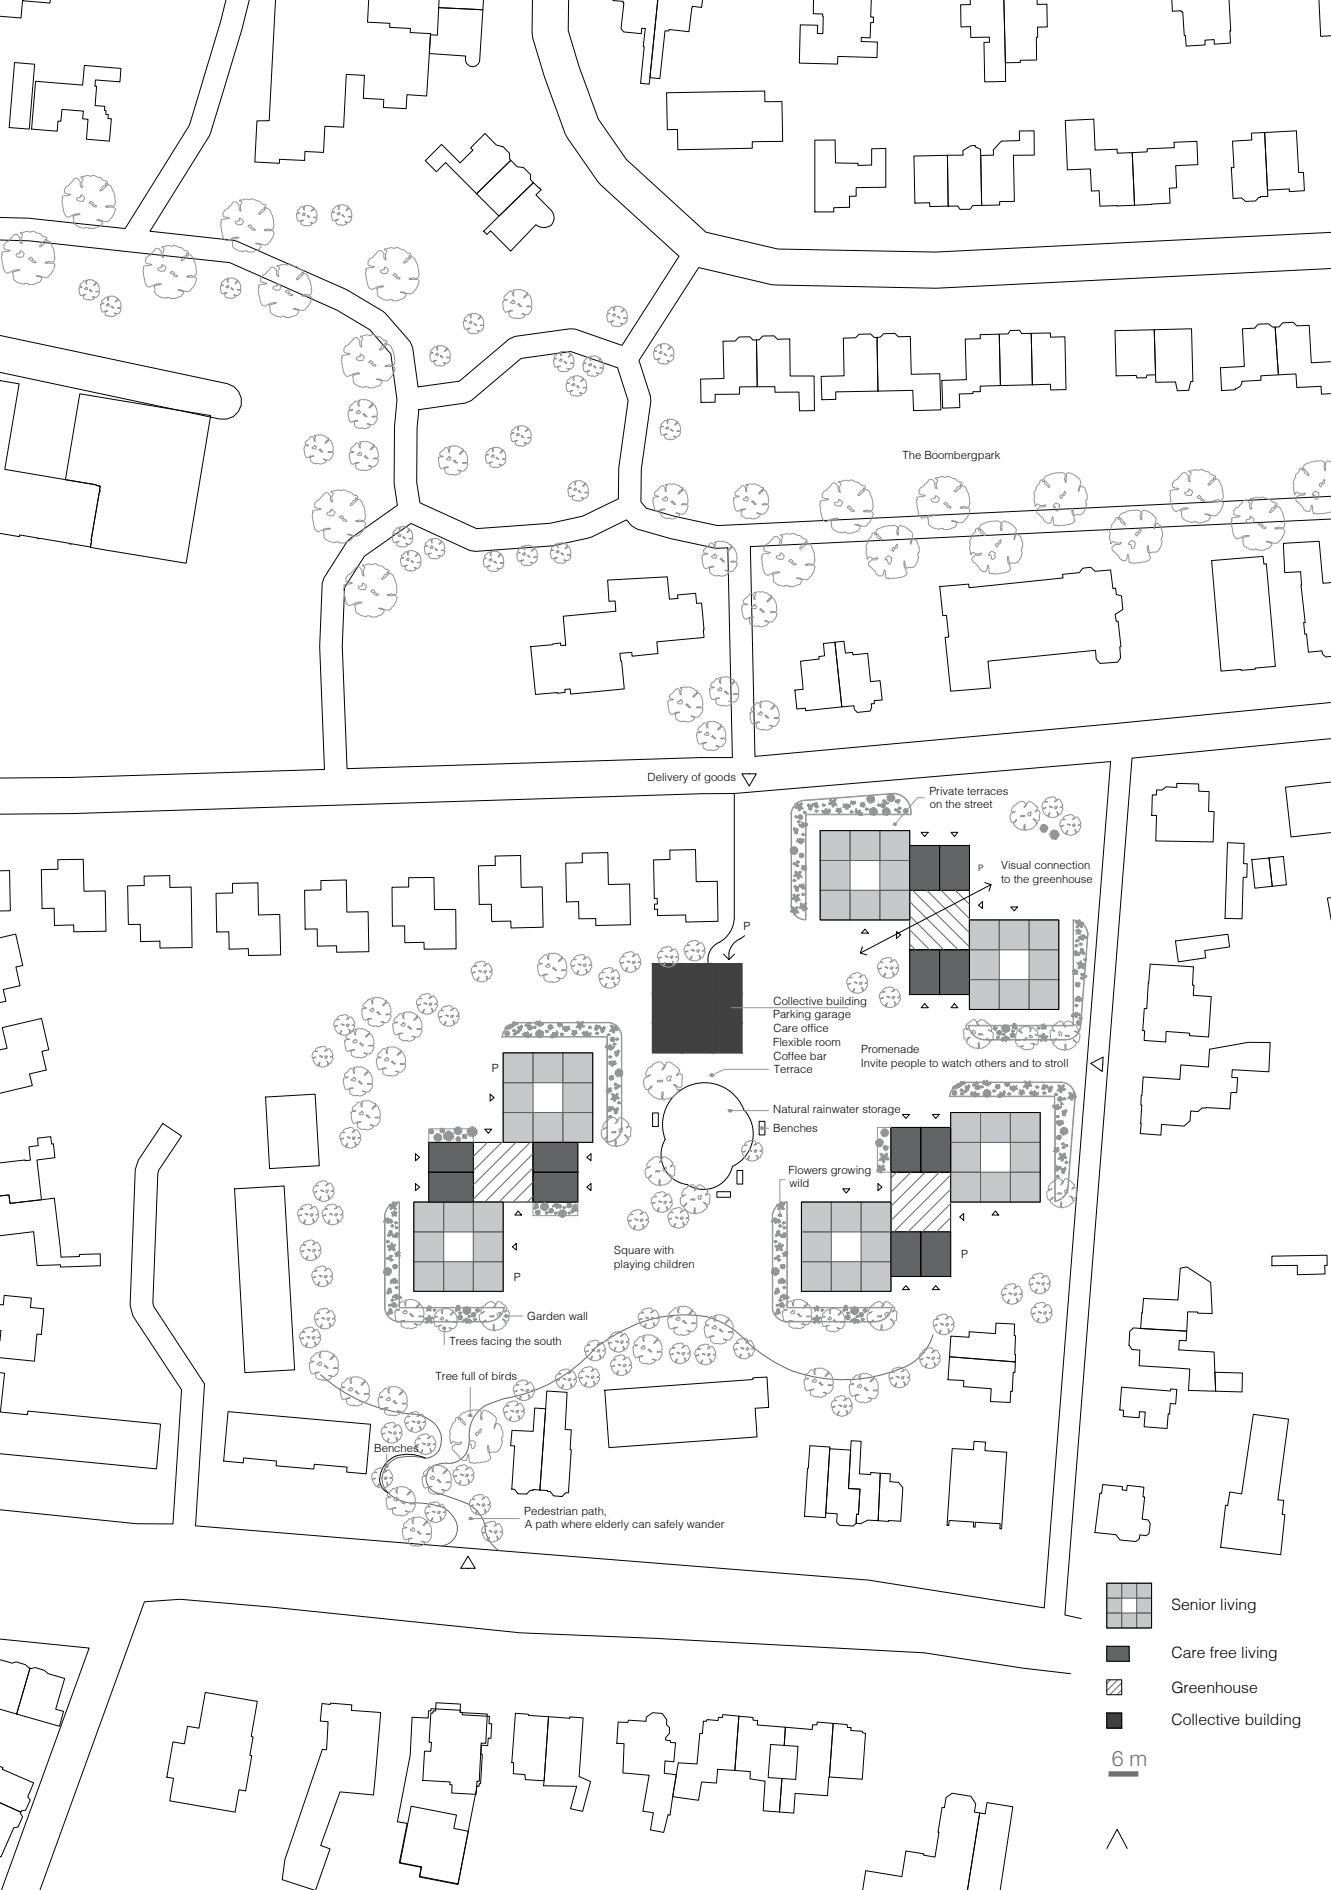 The Boombergpark
Delivery of goods
Private terraces
on the street
P
Visual connection
to the greenhouse
P
Collective building
Parking garage
Care office
Flexible room
Coffee bar
Terrace
Promenade
Invite people to watch others and to stroll
P
Natural rainwater storage
Benches
Flowers growing
wild
Square with
playing children
P
P
Garden wall
Trees facing the south
Tree full of birds
Benches
Pedestrian path,
A path where elderly can safely wander
Senior living
Care free living
Greenhouse
Collective building
6 m